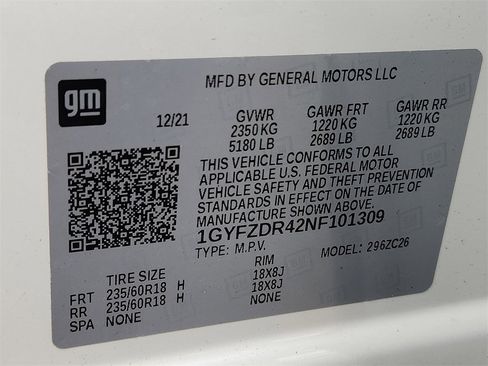 gm
MFD BY GENERAL MOTORS LLC
12/21 GVWR GAWR FRT GAWR RR
2350 KG 1220 KG 1220 KG
5180 LB 2689 LB 2689 LB
THIS VEHICLE CONFORMS TO ALL
APPLICABLE U.S. FEDERAL MOTOR
VEHICLE SAFETY AND THEFT PREVENTION
STANDARDS IN EFFECT ON THE DATE OF
MANUFACTURE SHOWN ABOVE.
1GYFZDR42NF101309
TYPE: M.P.V. MODEL: 296ZC26
TIRE SIZE RIM
FRT 235/60R18 H 18X8J
RR 235/60R18 H 18X8J
SPA NONE NONE